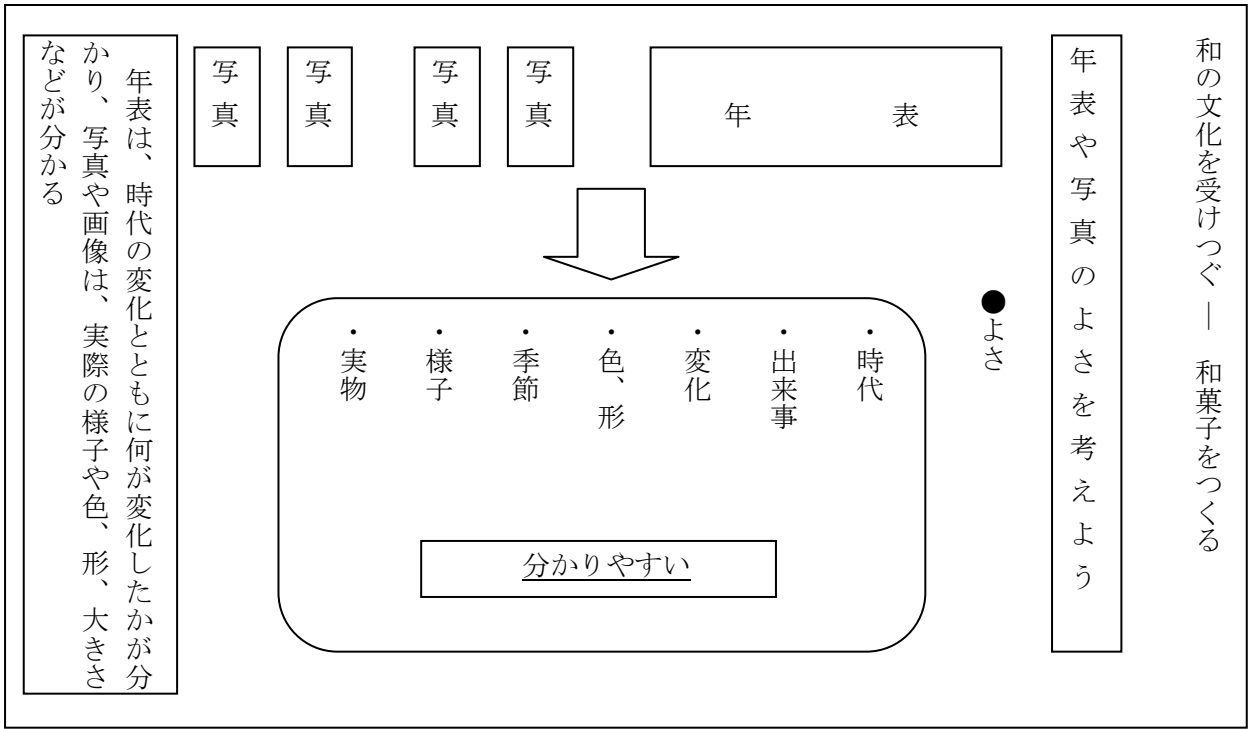 和の文化を受けつぐ ― 和菓子をつくる
年表や写真のよさを考えよう
年 表
写真
写真
写真
写真
●よさ
・時代
・出来事
・変化
・色、形
・季節
・様子
・実物
分かりやすい
年表は、時代の変化とともに何が変化したかが分
かり、写真や画像は、実際の様子や色、形、大きさ
などが分かる